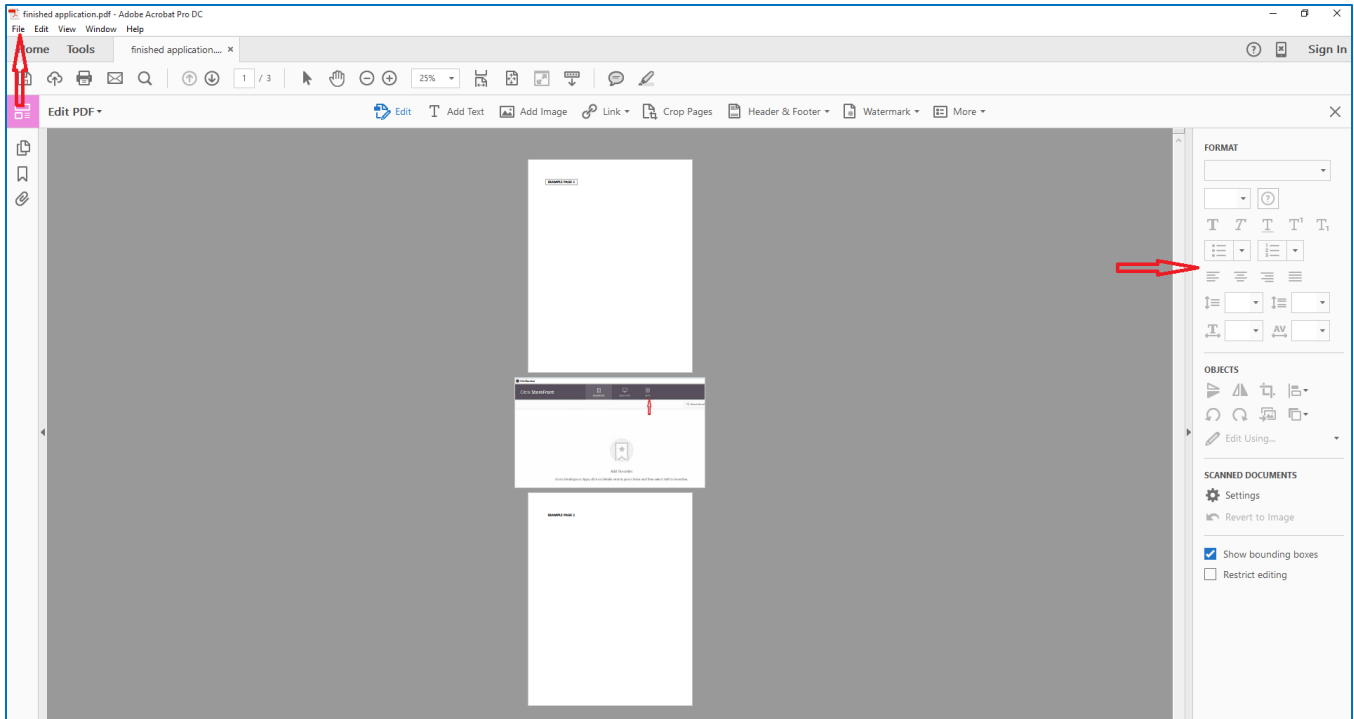 finished application.pdf - Adobe Acrobat Pro DC
File Edit View Window Help
Home Tools finished application.... × Sign In
1 / 3 25%
Edit PDF Edit Add Text Add Image Link Crop Pages Header & Footer Watermark More
FORMAT
OBJECTS
Edit Using...
SCANNED DOCUMENTS
Settings
Revert to Image
Show bounding boxes
Restrict editing
EXAMPLE PAGE 1
Citrix StoreFront
Add favorites
EXAMPLE PAGE 2